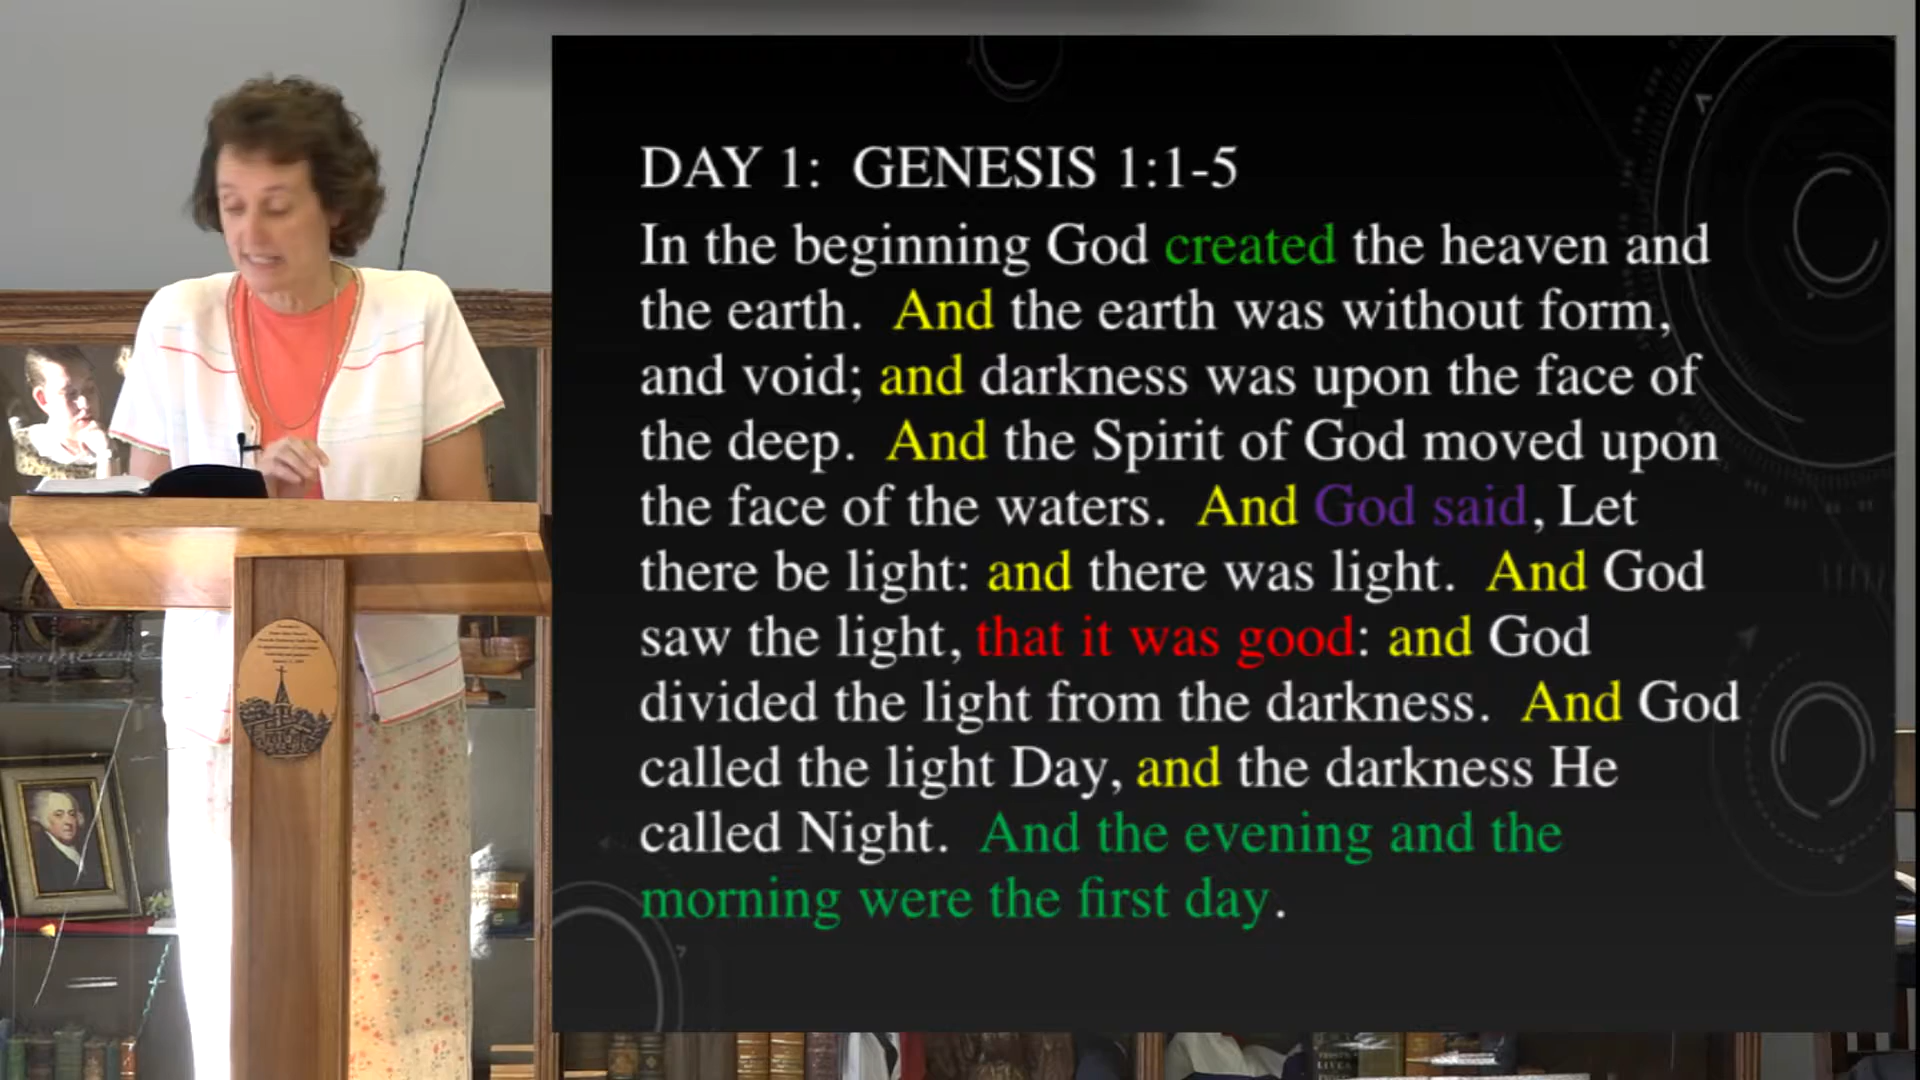 DAY 1:  GENESIS 1:1-5
In the beginning God created the heaven and
the earth.  And the earth was without form,
and void; and darkness was upon the face of
the deep.  And the Spirit of God moved upon
the face of the waters.  And God said, Let
there be light: and there was light.  And God
saw the light, that it was good: and God
divided the light from the darkness.  And God
called the light Day, and the darkness He
called Night.  And the evening and the
morning were the first day.
LIVES